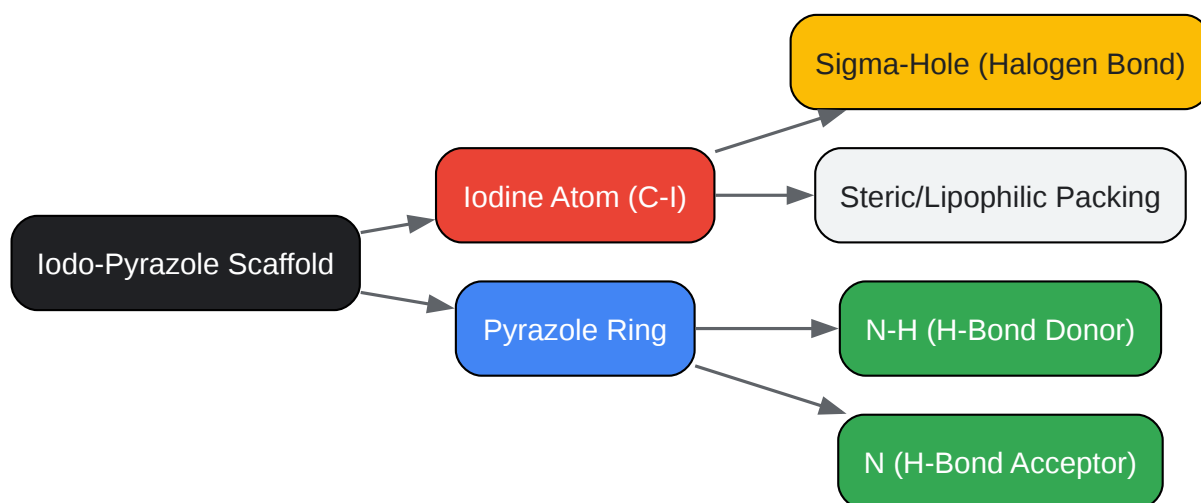 Sigma-Hole (Halogen Bond)
Iodine Atom (C-I)
Steric/Lipophilic Packing
Iodo-Pyrazole Scaffold
Pyrazole Ring
N-H (H-Bond Donor)
N (H-Bond Acceptor)